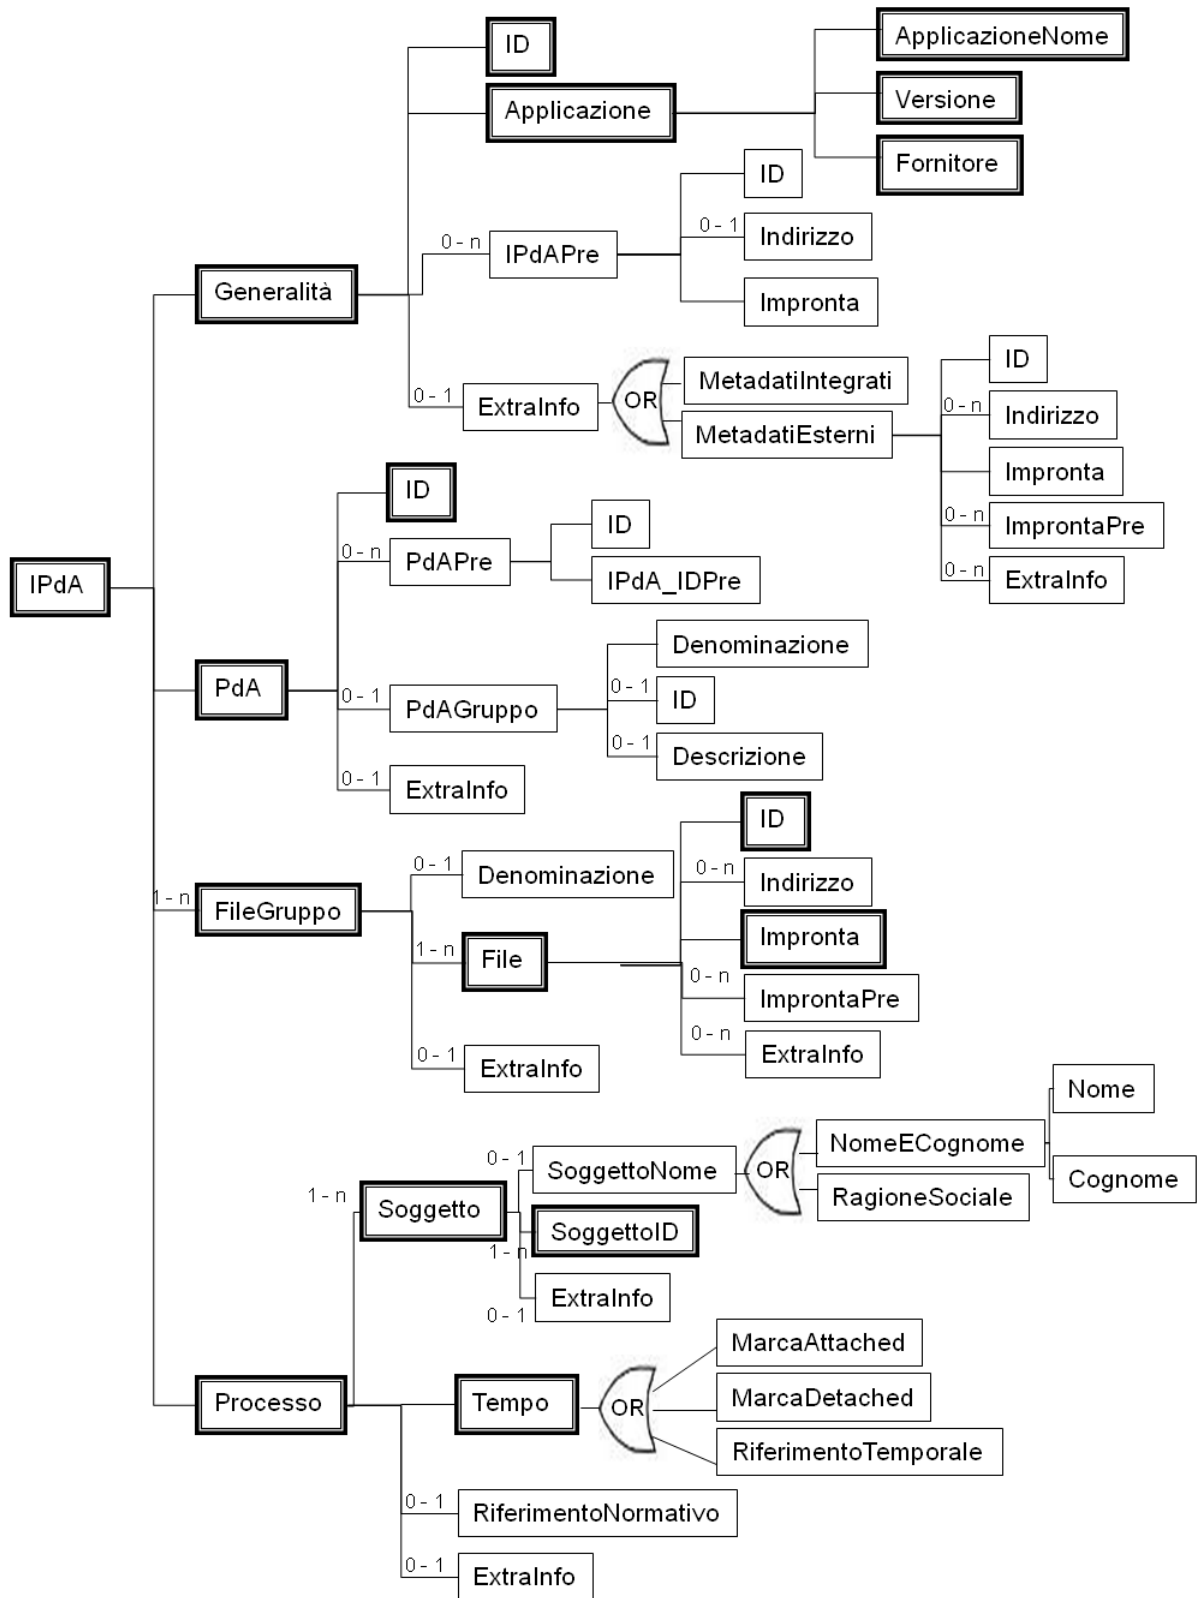 ID
ApplicazioneNome
Applicazione
Versione
Fornitore
ID
0 - n
IPdAPre
0 - 1
Indirizzo
Generalità
Impronta
0 - 1
ExtraInfo
OR
MetadatiIntegrati
MetadatiEsterni
ID
0 - n
Indirizzo
Impronta
0 - n
ImprontaPre
0 - n
ExtraInfo
IPdA
ID
0 - n
PdAPre
ID
IPdA_IDPre
PdA
Denominazione
0 - 1
PdAGruppo
0 - 1
ID
0 - 1
Descrizione
0 - 1
ExtraInfo
1 - n
FileGruppo
0 - 1
Denominazione
1 - n
File
ID
0 - n
Indirizzo
Impronta
0 - n
ImprontaPre
0 - n
ExtraInfo
0 - 1
ExtraInfo
1 - n
Soggetto
0 - 1
SoggettoNome
OR
NomeECognome
Nome
Cognome
RagioneSociale
SoggettoID
1 - n
ExtraInfo
0 - 1
Processo
Tempo
OR
MarcaAttached
MarcaDetached
RiferimentoTemporale
0 - 1
RiferimentoNormativo
0 - 1
ExtraInfo